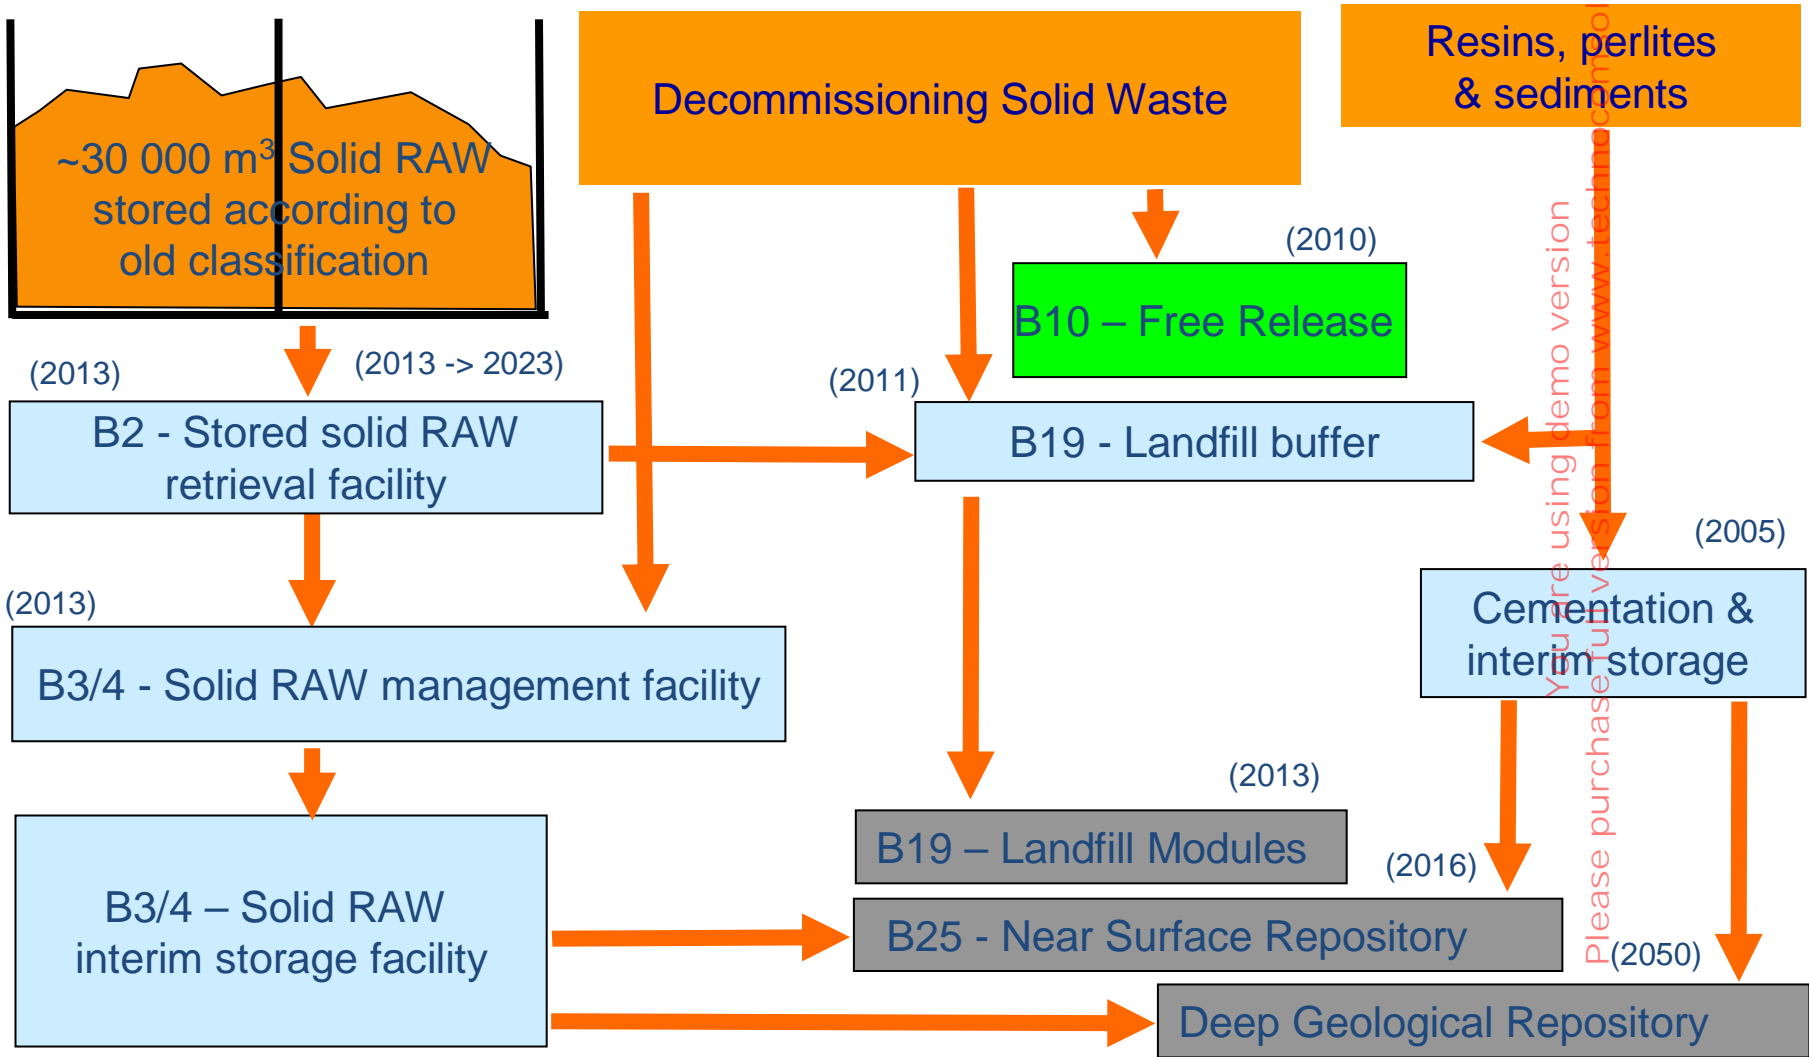 ~30 000 m³ Solid RAW
stored according to
old classification
Decommissioning Solid Waste
Resins, perlites
& sediments
(2010)
B10 – Free Release
(2013)
(2013 -> 2023)
(2011)
B2 - Stored solid RAW
retrieval facility
B19 - Landfill buffer
(2005)
Cementation &
interim storage
(2013)
B3/4 - Solid RAW management facility
(2013)
B19 – Landfill Modules
(2016)
B3/4 – Solid RAW
interim storage facility
B25 - Near Surface Repository
(2050)
Deep Geological Repository
You are using demo version
Please purchase full version from www.technocomsol